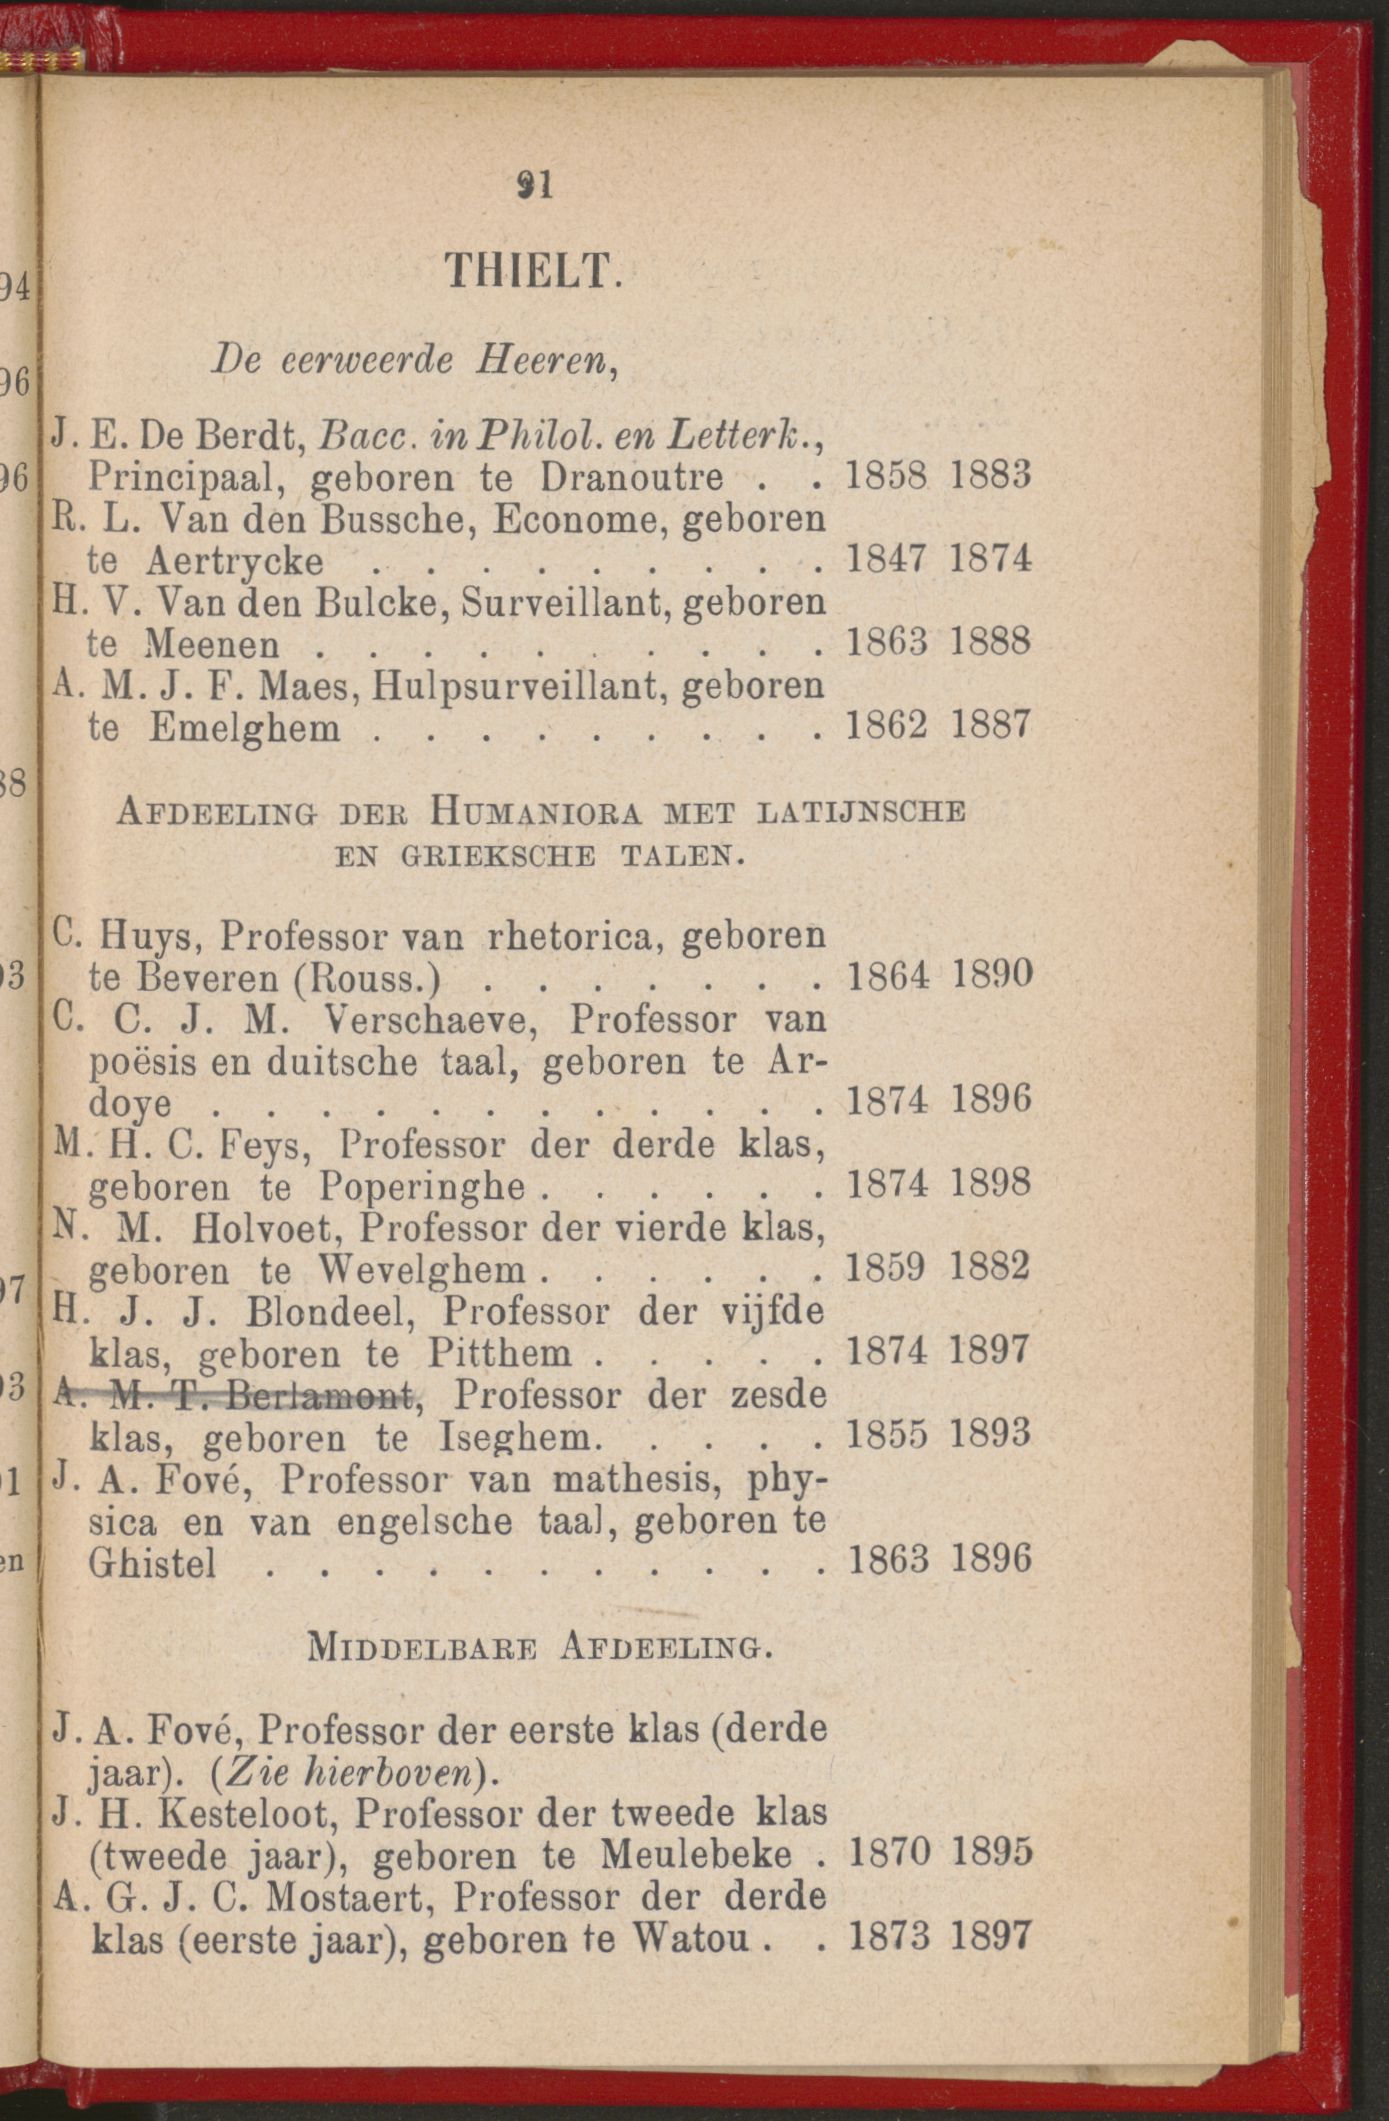 91
THIELT.
De eerweerde Heeren,
J. E. De Berdt, Bacc. in Philol. en Letterk.,
Principaal, geboren te Dranoutre . . 1858 1883
R. L. Van den Bussche, Econome, geboren
te Aertrycke . . . . . . . . . 1847 1874
H. V. Van den Bulcke, Surveillant, geboren
te Meenen . . . . . . . . . . 1863 1888
A. M. J. F. Maes, Hulpsurveillant, geboren
te Emelghem . . . . . . . . . 1862 1887
AFDEELING DER HUMANIORA MET LATIJNSCHE
EN GRIEKSCHE TALEN.
C. Huys, Professor van rhetorica, geboren
te Beveren (Rouss.) . . . . . . . 1864 1890
C. C. J. M. Verschaeve, Professor van
poësis en duitsche taal, geboren te Ar-
doye . . . . . . . . . . . . 1874 1896
M. H. C. Feys, Professor der derde klas,
geboren te Poperinghe . . . . . . 1874 1898
N. M. Holvoet, Professor der vierde klas,
geboren te Wevelghem . . . . . . 1859 1882
H. J. J. Blondeel, Professor der vijfde
klas, geboren te Pitthem . . . . . 1874 1897
A. M. T. Berlamont, Professor der zesde
klas, geboren te Iseghem. . . . . 1855 1893
J. A. Fové, Professor van mathesis, phy-
sica en van engelsche taal, geboren te
Ghistel . . . . . . . . . . . 1863 1896
MIDDELBARE AFDEELING.
J. A. Fové, Professor der eerste klas (derde
jaar). (Zie hierboven).
J. H. Kesteloot, Professor der tweede klas
(tweede jaar), geboren te Meulebeke . 1870 1895
A. G. J. C. Mostaert, Professor der derde
klas (eerste jaar), geboren te Watou . . 1873 1897